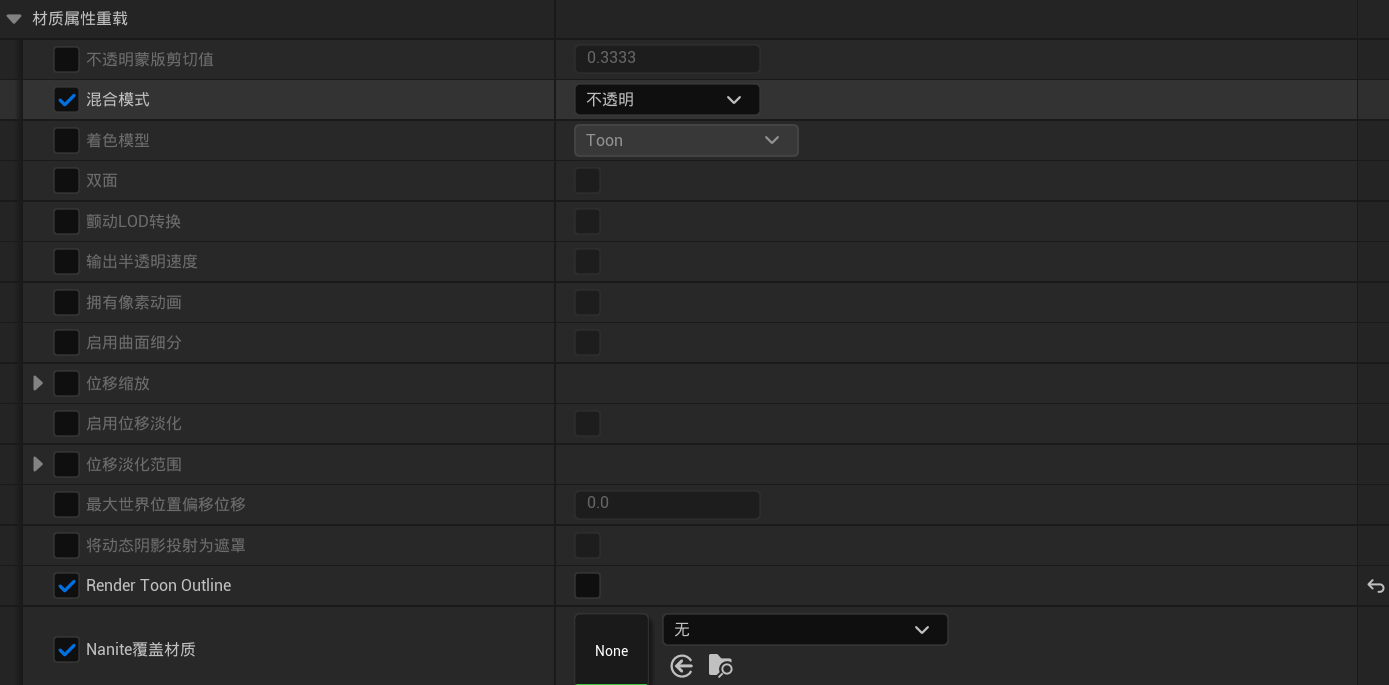 材质属性重载
不透明蒙版剪切值 0.3333
混合模式 不透明
着色模型 Toon
双面
颤动LOD转换
输出半透明速度
拥有像素动画
启用曲面细分
位移缩放
启用位移淡化
位移淡化范围
最大世界位置偏移位移 0.0
将动态阴影投射为遮罩
Render Toon Outline
Nanite覆盖材质 None 无